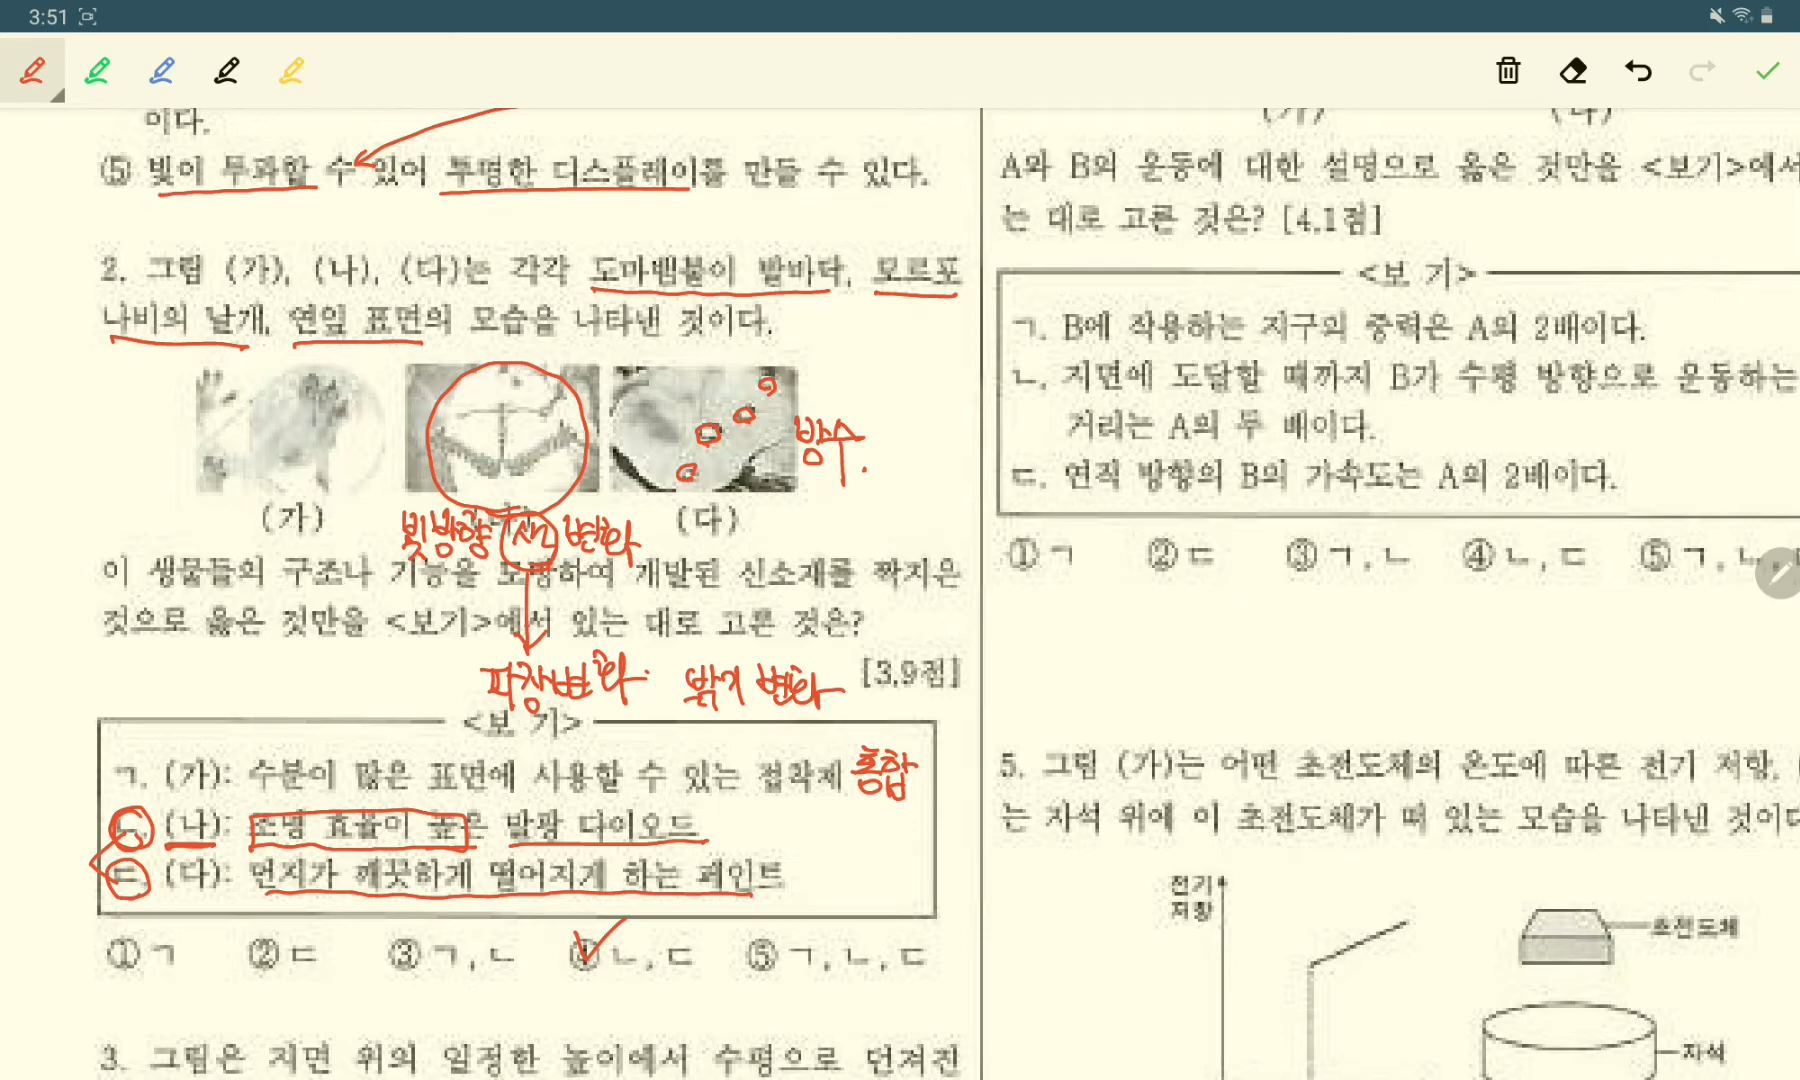 3:51
이다.
⑤ 빛이 투과할 수 있어 투명한 디스플레이를 만들 수 있다.
2. 그림 (가), (나), (다)는 각각 도마뱀붙이 발바닥, 모르포
나비의 날개, 연잎 표면의 모습을 나타낸 것이다.
방수.
(가) (나) (다)
빛방향 색 변화
이 생물들의 구조나 기능을 모방하여 개발된 신소재를 짝지은
것으로 옳은 것만을 <보기>에서 있는 대로 고른 것은?
[3.9점]
파장변화. 밝기 변화
<보 기>
ㄱ. (가): 수분이 많은 표면에 사용할 수 있는 접착제
홍합
ㄴ. (나): 조명 효율이 높은 발광 다이오드
ㄷ. (다): 먼지가 깨끗하게 떨어지게 하는 페인트
① ㄱ ② ㄷ ③ ㄱ, ㄴ ④ ㄴ, ㄷ ⑤ ㄱ, ㄴ, ㄷ
3. 그림은 지면 위의 일정한 높이에서 수평으로 던져진
(가) (나)
A와 B의 운동에 대한 설명으로 옳은 것만을 <보기>에서
는 대로 고른 것은? [4.1점]
<보 기>
ㄱ. B에 작용하는 지구의 중력은 A의 2배이다.
ㄴ. 지면에 도달할 때까지 B가 수평 방향으로 운동하는
거리는 A의 두 배이다.
ㄷ. 연직 방향의 B의 가속도는 A의 2배이다.
① ㄱ ② ㄷ ③ ㄱ, ㄴ ④ ㄴ, ㄷ ⑤ ㄱ, ㄴ,
5. 그림 (가)는 어떤 초전도체의 온도에 따른 전기 저항,
는 자석 위에 이 초전도체가 떠 있는 모습을 나타낸 것이다
전기
저항
초전도체
자석